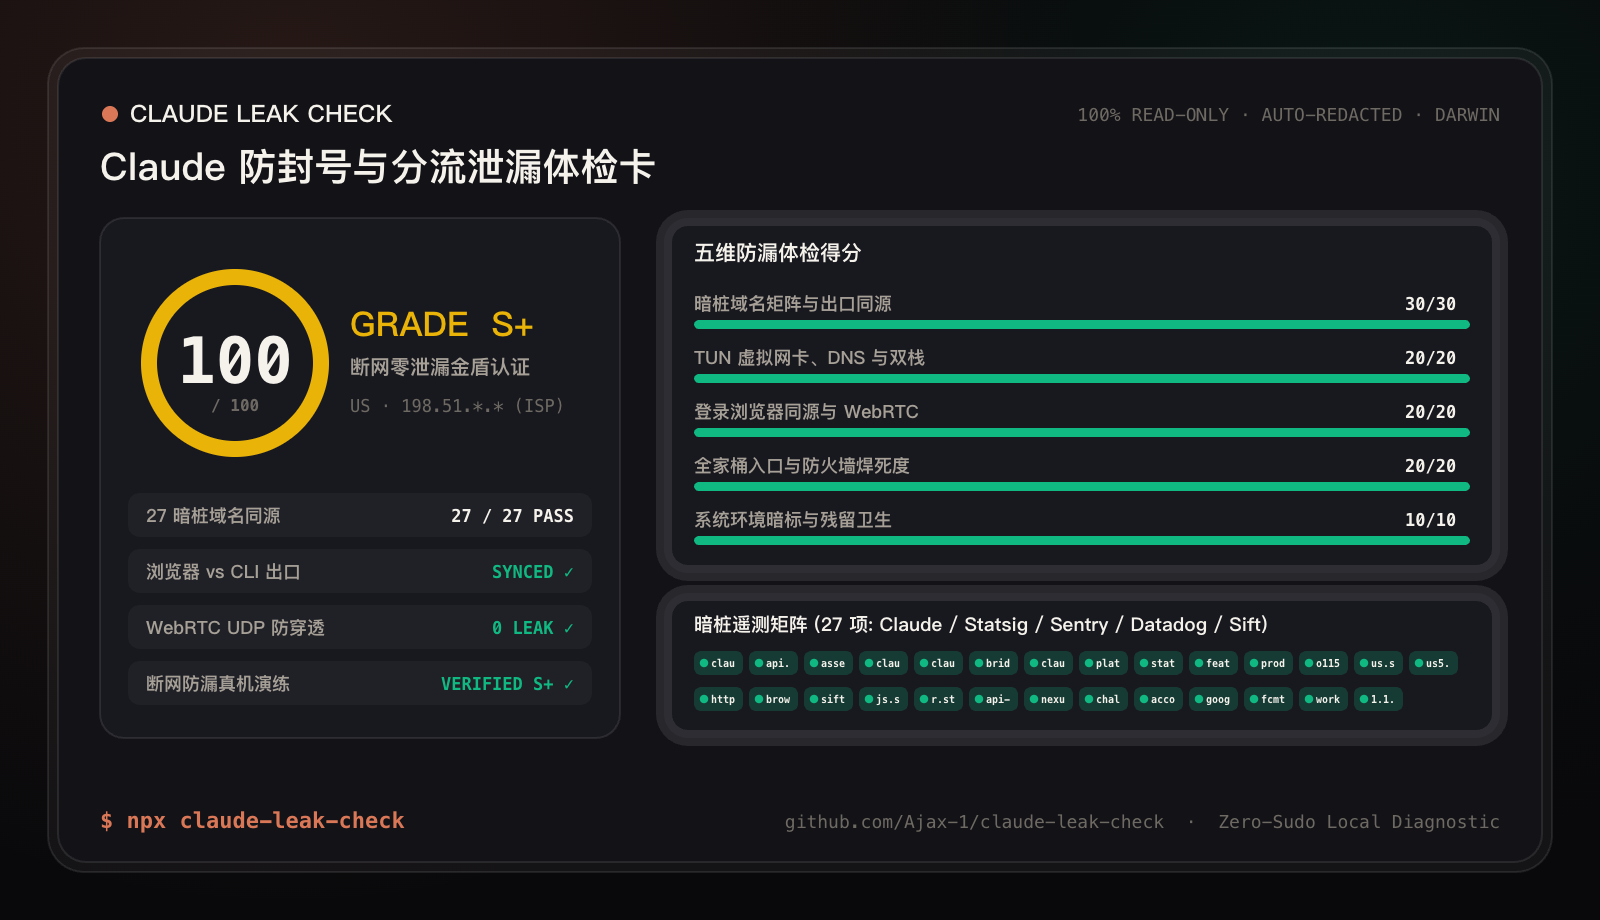 CLAUDE LEAK CHECK
100% READ-ONLY · AUTO-REDACTED · DARWIN
Claude 防封号与分流泄漏体检卡
100
/ 100
GRADE S+
断网零泄漏金盾认证
US · 198.51.*.* (ISP)
27 暗桩域名同源 27 / 27 PASS
浏览器 vs CLI 出口 SYNCED ✓
WebRTC UDP 防穿透 0 LEAK ✓
断网防漏真机演练 VERIFIED S+ ✓
五维防漏体检得分
暗桩域名矩阵与出口同源 30/30
TUN 虚拟网卡、DNS 与双栈 20/20
登录浏览器同源与 WebRTC 20/20
全家桶入口与防火墙焊死度 20/20
系统环境暗标与残留卫生 10/10
暗桩遥测矩阵 (27 项: Claude / Statsig / Sentry / Datadog / Sift)
clau api. asse clau clau brid clau plat stat feat prod o115 us.s us5.
http brow sift js.s r.st api- nexu chal acco goog fcmt work 1.1.
$ npx claude-leak-check
github.com/Ajax-1/claude-leak-check · Zero-Sudo Local Diagnostic